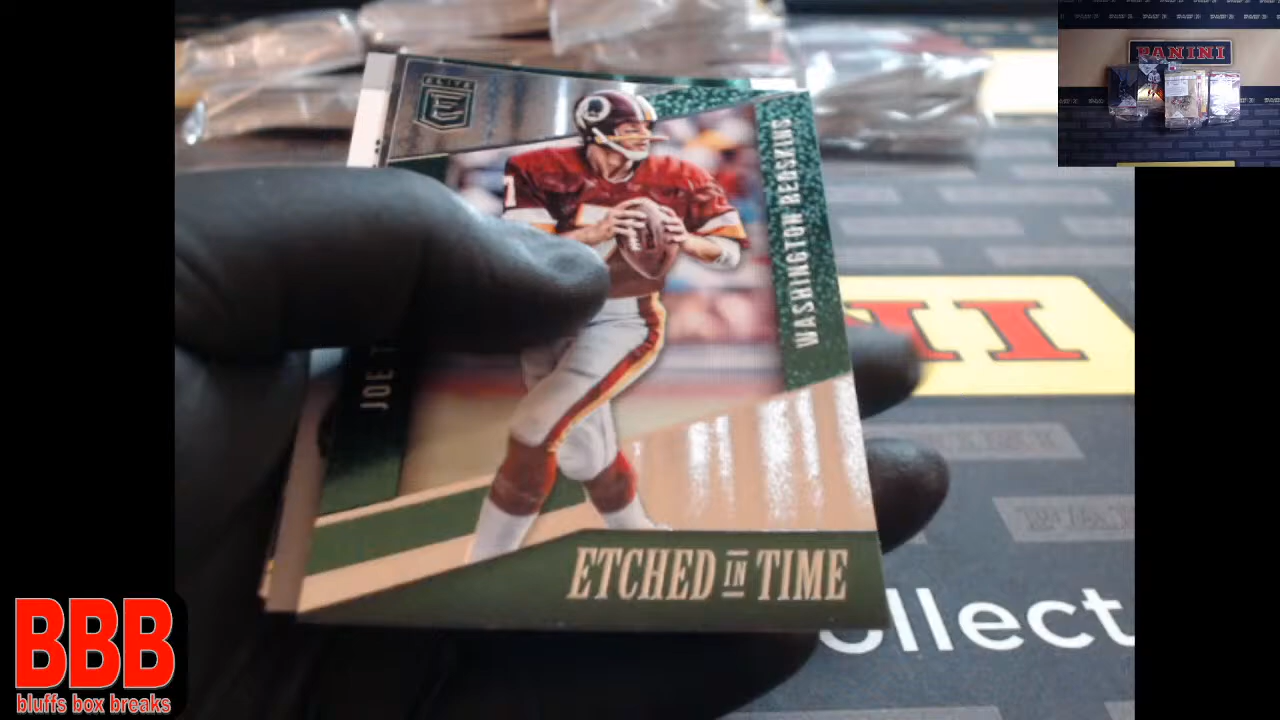 PANINI
ELITE
E
WASHINGTON REDSKINS
JOE T
ETCHED IN TIME
ollect
BBB
bluffs box breaks